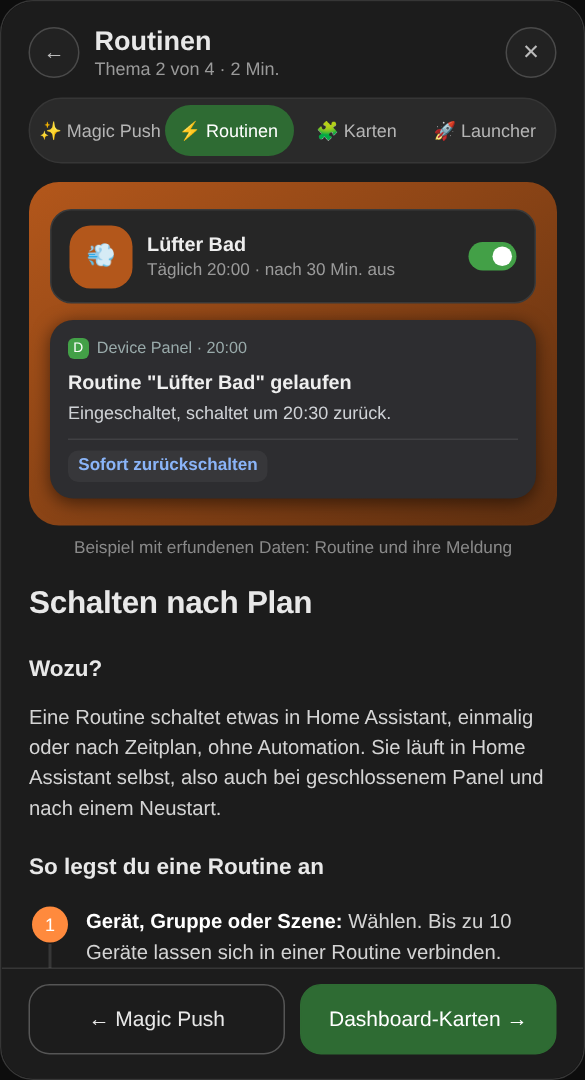 ←
Routinen
Thema 2 von 4 · 2 Min.
✕
✨ Magic Push
⚡ Routinen
🧩 Karten
🚀 Launcher
Lüfter Bad
Täglich 20:00 · nach 30 Min. aus
D Device Panel · 20:00
Routine "Lüfter Bad" gelaufen
Eingeschaltet, schaltet um 20:30 zurück.
Sofort zurückschalten
Beispiel mit erfundenen Daten: Routine und ihre Meldung
Schalten nach Plan
Wozu?
Eine Routine schaltet etwas in Home Assistant, einmalig
oder nach Zeitplan, ohne Automation. Sie läuft in Home
Assistant selbst, also auch bei geschlossenem Panel und
nach einem Neustart.
So legst du eine Routine an
1
Gerät, Gruppe oder Szene: Wählen. Bis zu 10
Geräte lassen sich in einer Routine verbinden.
← Magic Push
Dashboard-Karten →